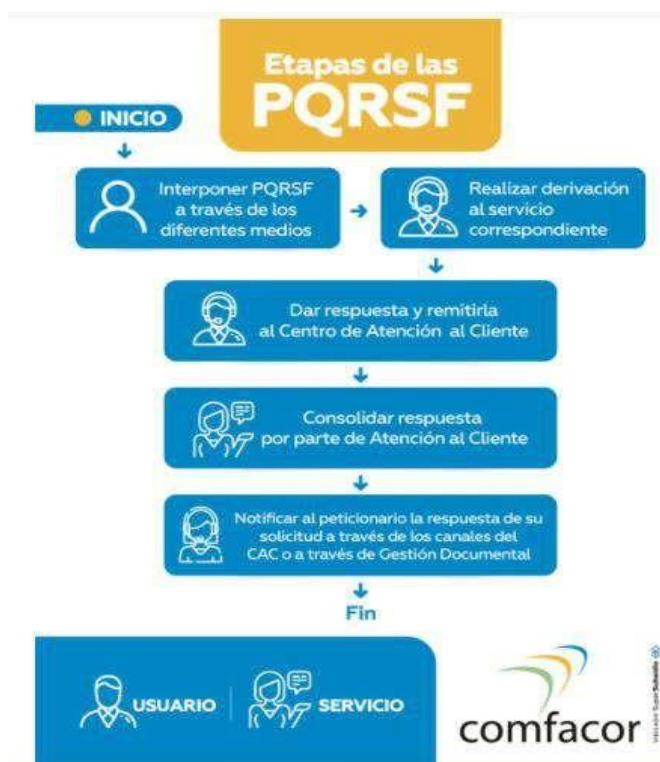 Etapas de las
PQRSF
INICIO
Interponer PQRSF
a través de los
diferentes medios
Realizar derivación
al servicio
correspondiente
Dar respuesta y remitirla
al Centro de Atención al Cliente
Consolidar respuesta
por parte de Atención al Cliente
Notificar al peticionario la respuesta de su
solicitud a través de los canales del
CAC o a través de Gestión Documental
Fin
USUARIO
SERVICIO
comfacor